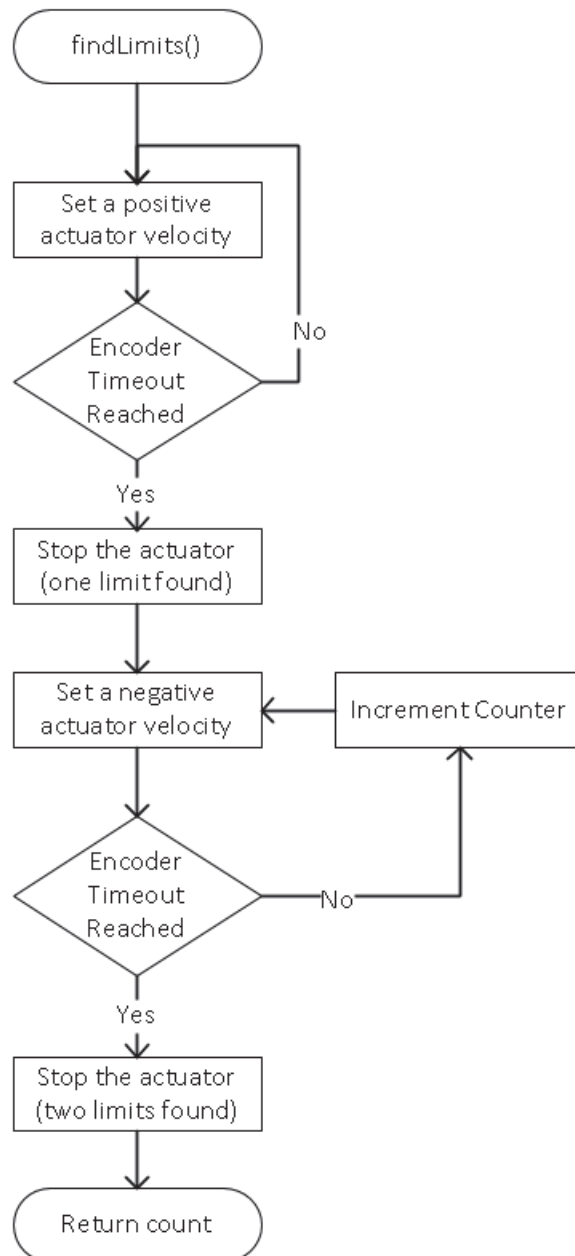 findLimits()
Set a positive
actuator velocity
No
Encoder
Timeout
Reached
Yes
Stop the actuator
(one limit found)
Set a negative
actuator velocity
Increment Counter
Encoder
Timeout
Reached
No
Yes
Stop the actuator
(two limits found)
Return count